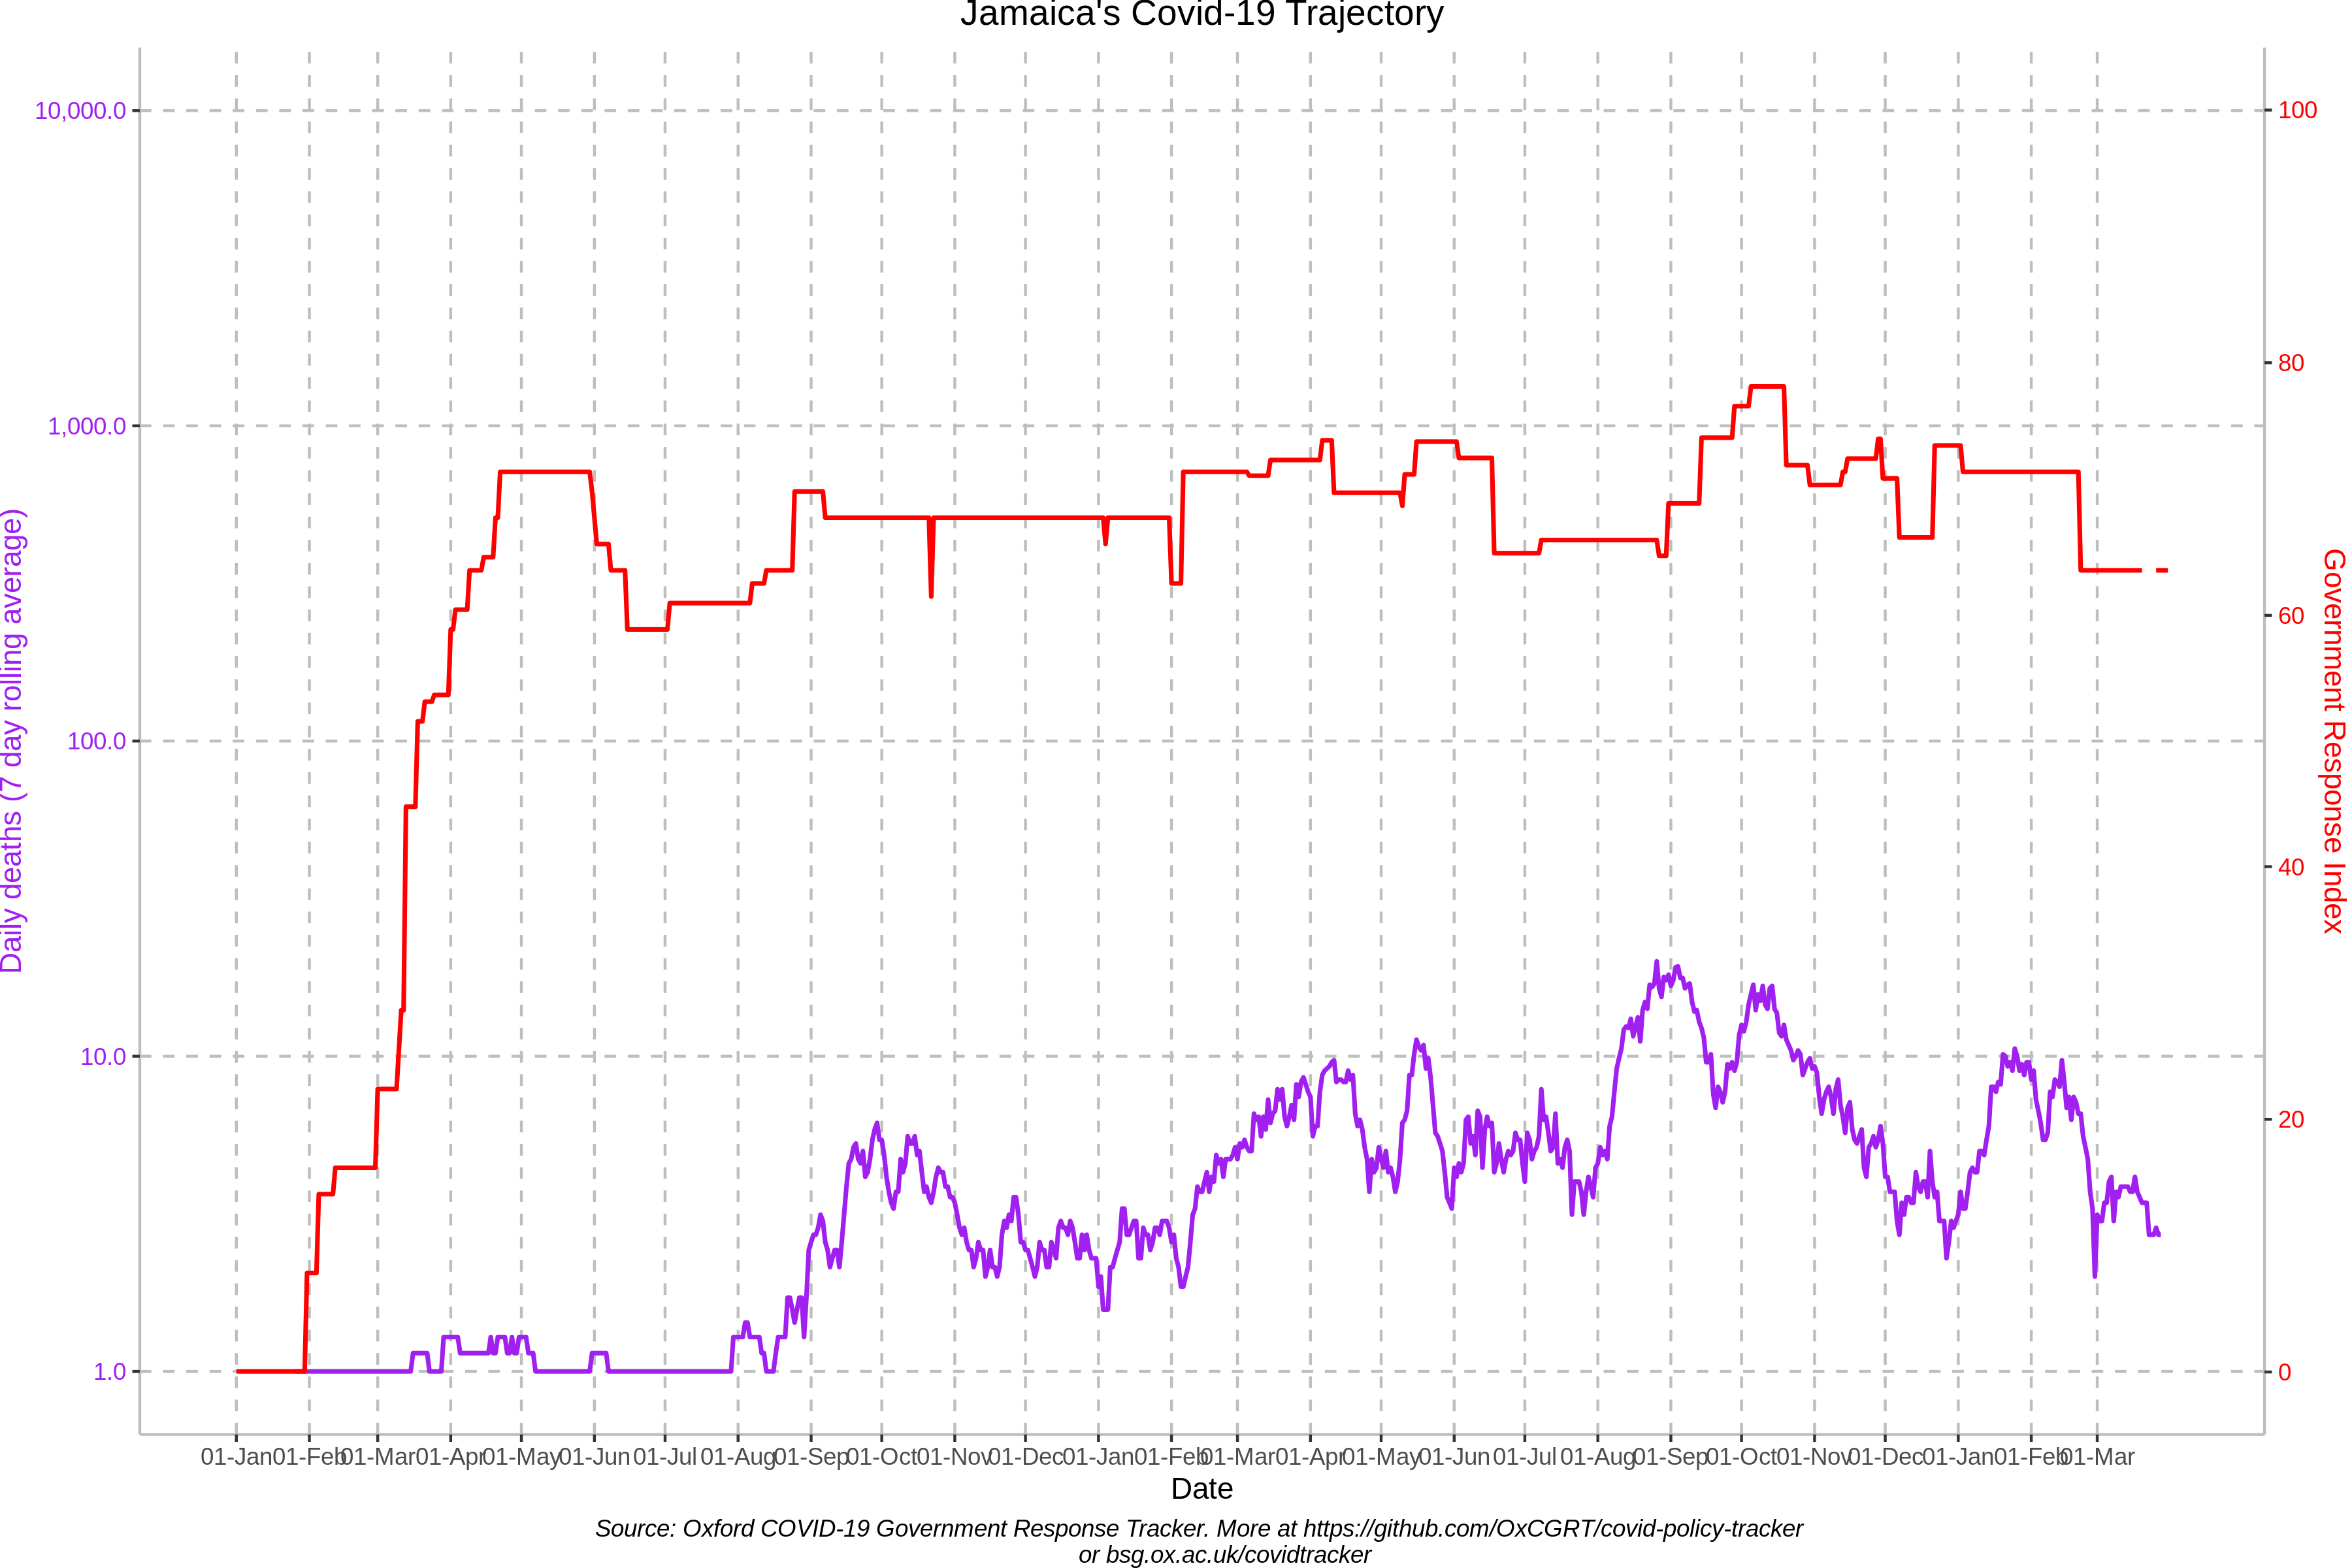 Jamaica's Covid-19 Trajectory
10,000.0
1,000.0
100.0
10.0
1.0
Daily deaths (7 day rolling average)
100
80
60
40
20
0
Government Response Index
01-Jan 01-Feb 01-Mar 01-Apr 01-May 01-Jun 01-Jul 01-Aug 01-Sep 01-Oct 01-Nov 01-Dec 01-Jan 01-Feb 01-Mar 01-Apr 01-May 01-Jun 01-Jul 01-Aug 01-Sep 01-Oct 01-Nov 01-Dec 01-Jan 01-Feb 01-Mar
Date
Source: Oxford COVID-19 Government Response Tracker. More at https://github.com/OxCGRT/covid-policy-tracker
or bsg.ox.ac.uk/covidtracker